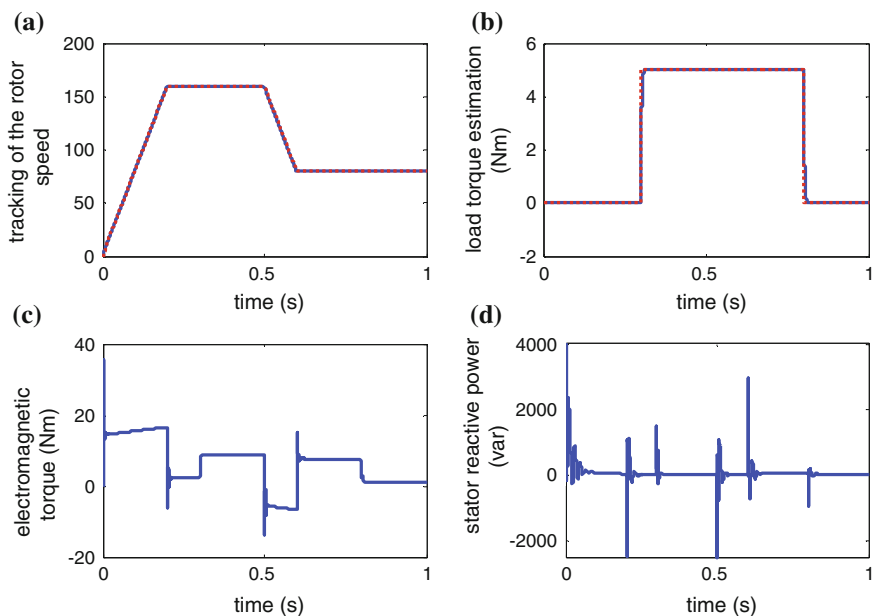 (a)
200
150
100
50
0
0
0.5
1
tracking of the rotor
speed
time (s)
(b)
6
4
2
0
-2
0
0.5
1
load torque estimation
(Nm)
time (s)
(c)
40
20
0
-20
0
0.5
1
electromagnetic
torque (Nm)
time (s)
(d)
4000
2000
0
-2000
0
0.5
1
stator reactive power
(var)
time (s)